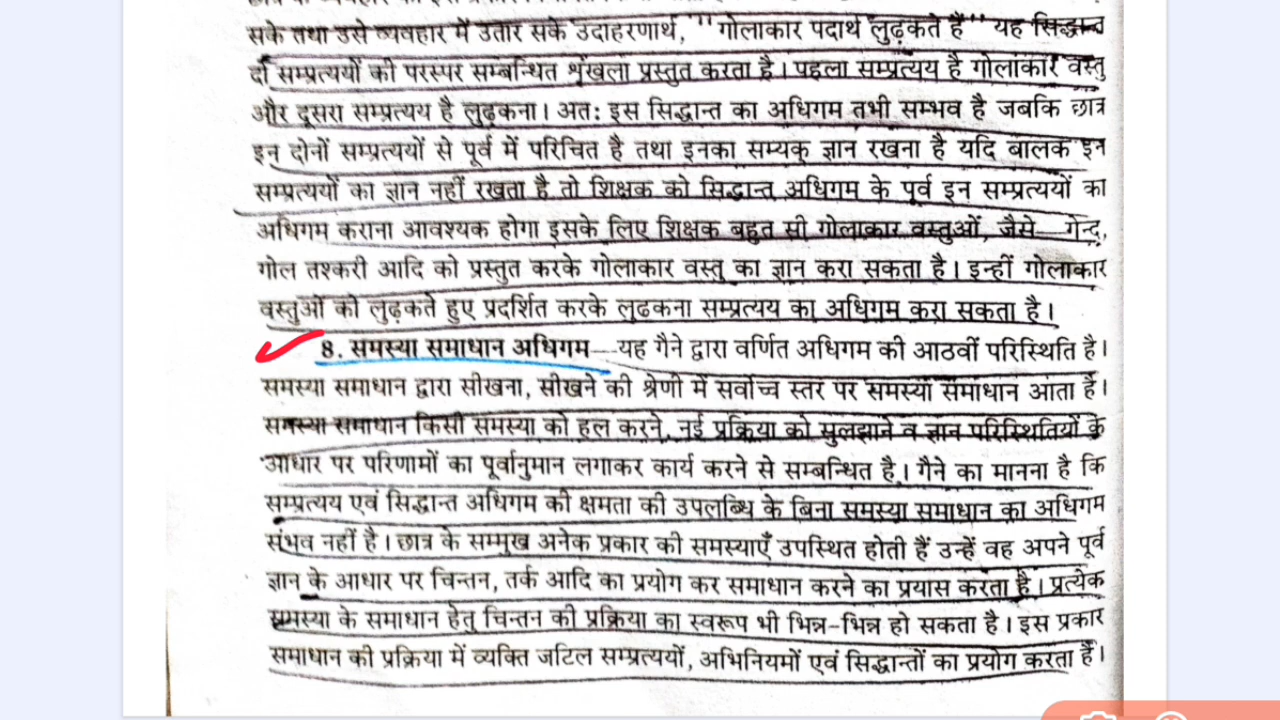 सके तथा उसे व्यवहार में उतार सके उदाहरणार्थ, ''गोलाकार पदार्थ लुढ़कते हैं'' यह सिद्धान्त
दो सम्प्रत्ययों की परस्पर सम्बन्धित श्रृंखला प्रस्तुत करता है। पहला सम्प्रत्यय है गोलाकार वस्तु
और दूसरा सम्प्रत्यय है लुढ़कना। अतः इस सिद्धान्त का अधिगम तभी सम्भव है जबकि छात्र
इन दोनों सम्प्रत्ययों से पूर्व में परिचित है तथा इनका सम्यक् ज्ञान रखना है यदि बालक इन
सम्प्रत्ययों का ज्ञान नहीं रखता है तो शिक्षक को सिद्धान्त अधिगम के पूर्व इन सम्प्रत्ययों का
अधिगम कराना आवश्यक होगा इसके लिए शिक्षक बहुत सी गोलाकार वस्तुओं, जैसे— गेन्द,
गोल तश्करी आदि को प्रस्तुत करके गोलाकार वस्तु का ज्ञान करा सकता है। इन्हीं गोलाकार
वस्तुओं को लुढ़कते हुए प्रदर्शित करके लुढकना सम्प्रत्यय का अधिगम करा सकता है।
8. समस्या समाधान अधिगम—यह गैने द्वारा वर्णित अधिगम की आठवीं परिस्थिति है।
समस्या समाधान द्वारा सीखना, सीखने की श्रेणी में सर्वोच्च स्तर पर समस्या समाधान आता है।
समस्या समाधान किसी समस्या को हल करने, नई प्रक्रिया को सुलझाने व ज्ञान परिस्थितियों के
आधार पर परिणामों का पूर्वानुमान लगाकर कार्य करने से सम्बन्धित है। गैने का मानना है कि
सम्प्रत्यय एवं सिद्धान्त अधिगम की क्षमता की उपलब्धि के बिना समस्या समाधान का अधिगम
संभव नहीं है। छात्र के सम्मुख अनेक प्रकार की समस्याएँ उपस्थित होती हैं उन्हें वह अपने पूर्व
ज्ञान के आधार पर चिन्तन, तर्क आदि का प्रयोग कर समाधान करने का प्रयास करता है। प्रत्येक
समस्या के समाधान हेतु चिन्तन की प्रक्रिया का स्वरूप भी भिन्न-भिन्न हो सकता है। इस प्रकार
समाधान की प्रक्रिया में व्यक्ति जटिल सम्प्रत्ययों, अभिनियमों एवं सिद्धान्तों का प्रयोग करता है।